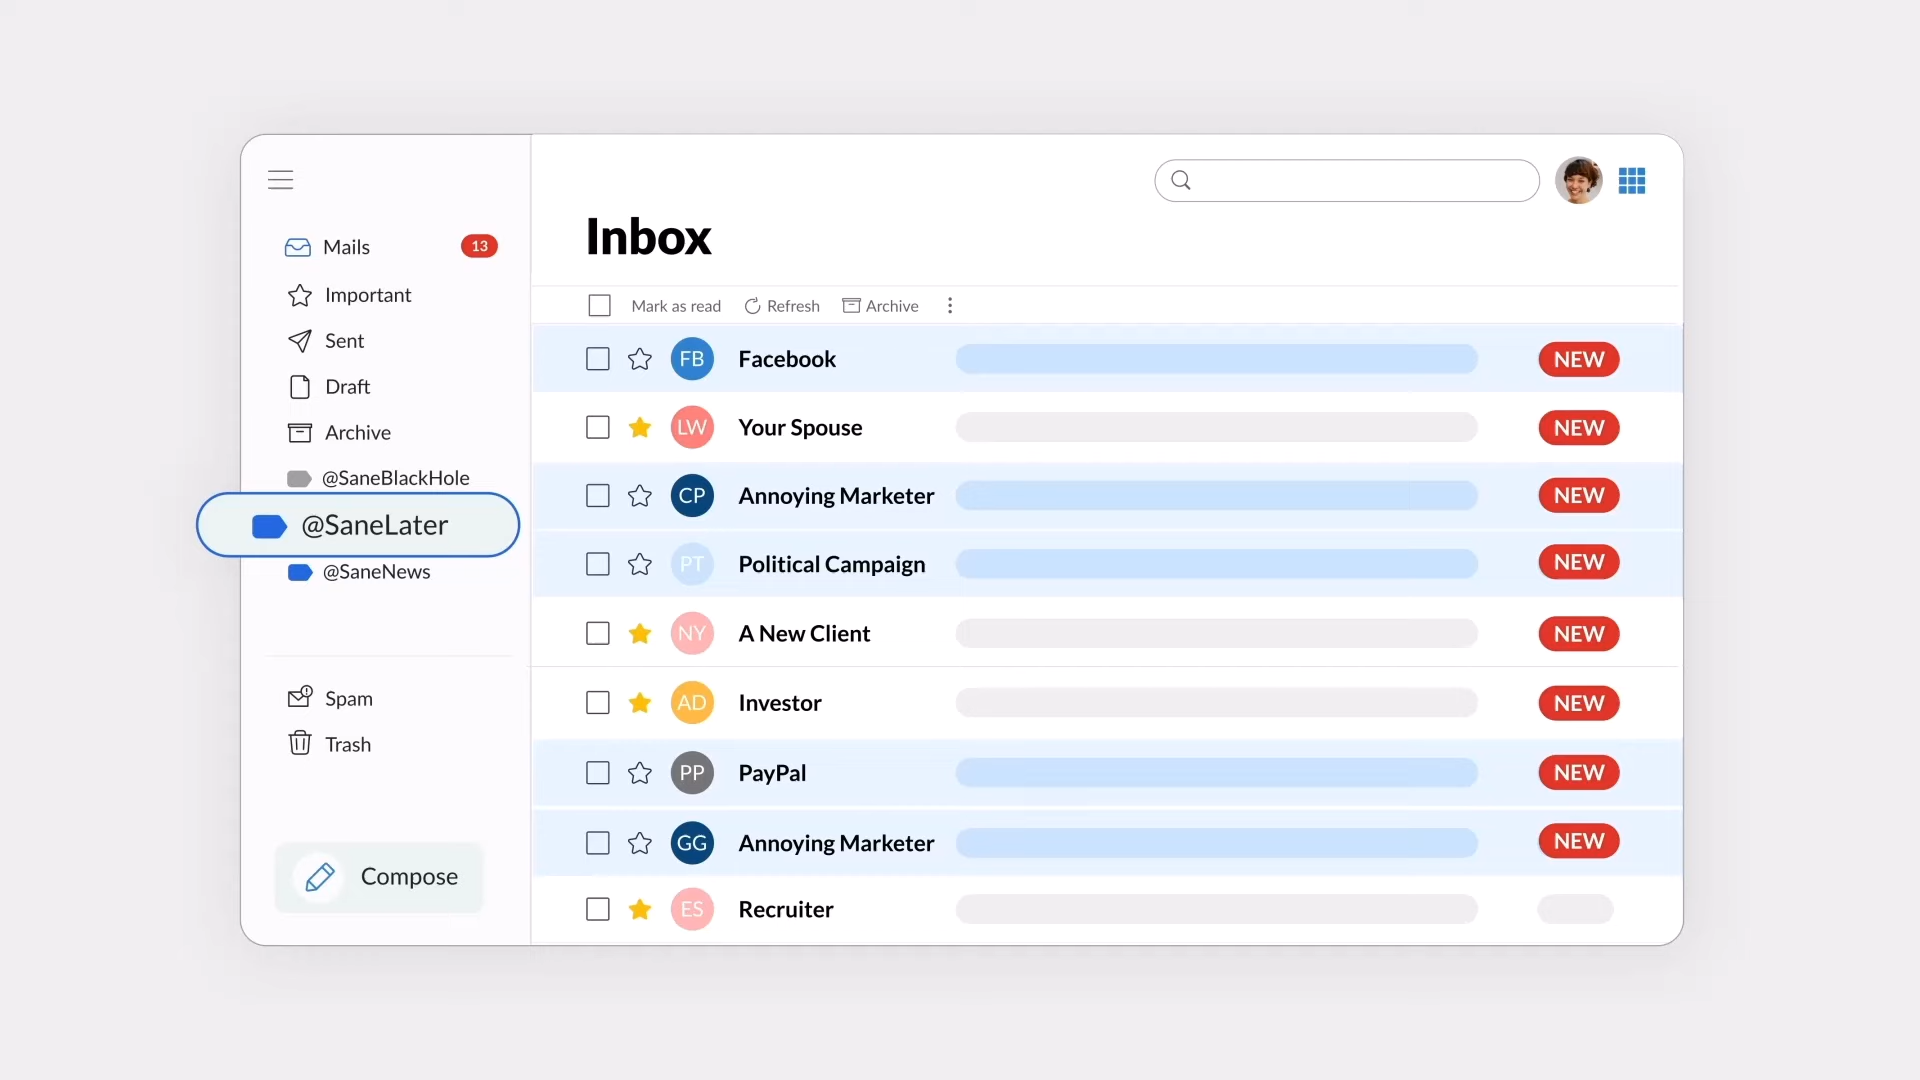 Mails 13
Important
Sent
Draft
Archive
@SaneBlackHole
@SaneLater
@SaneNews
Spam
Trash
Compose
Inbox
Mark as read Refresh Archive
FB Facebook NEW
LW Your Spouse NEW
CP Annoying Marketer NEW
PT Political Campaign NEW
NY A New Client NEW
AD Investor NEW
PP PayPal NEW
GG Annoying Marketer NEW
ES Recruiter